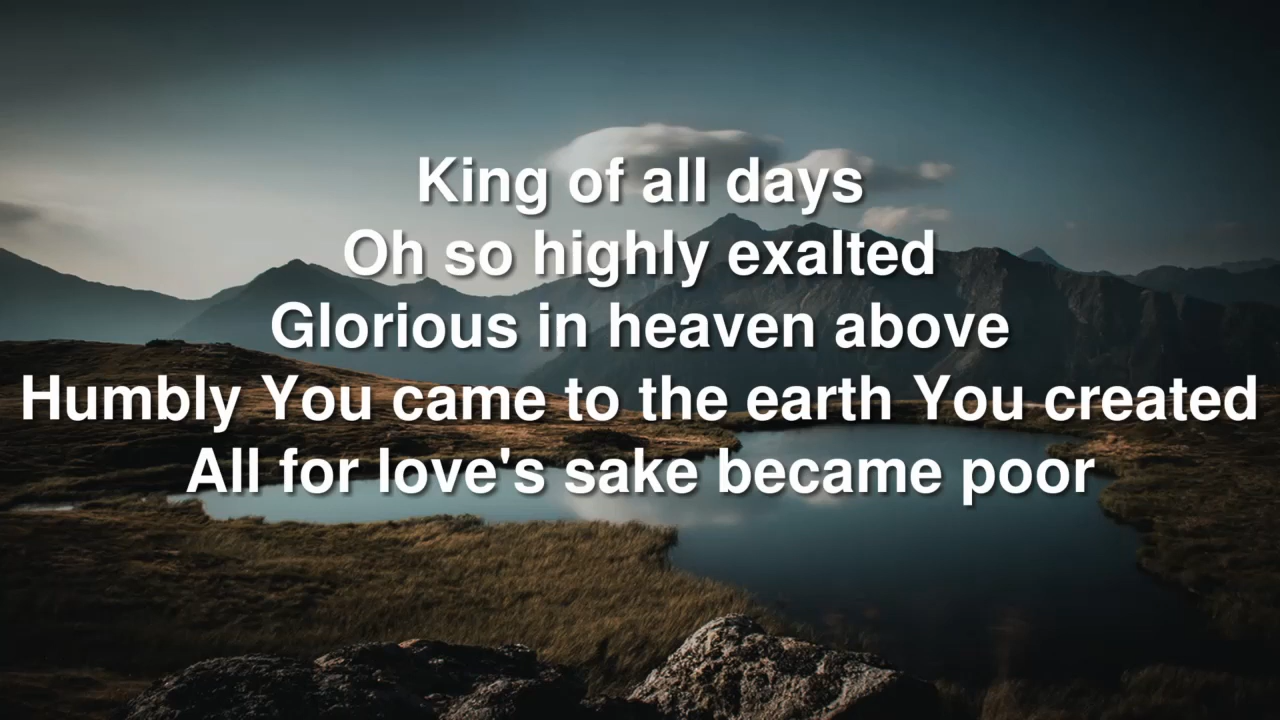 King of all days
Oh so highly exalted
Glorious in heaven above
Humbly You came to the earth You created
All for love's sake became poor